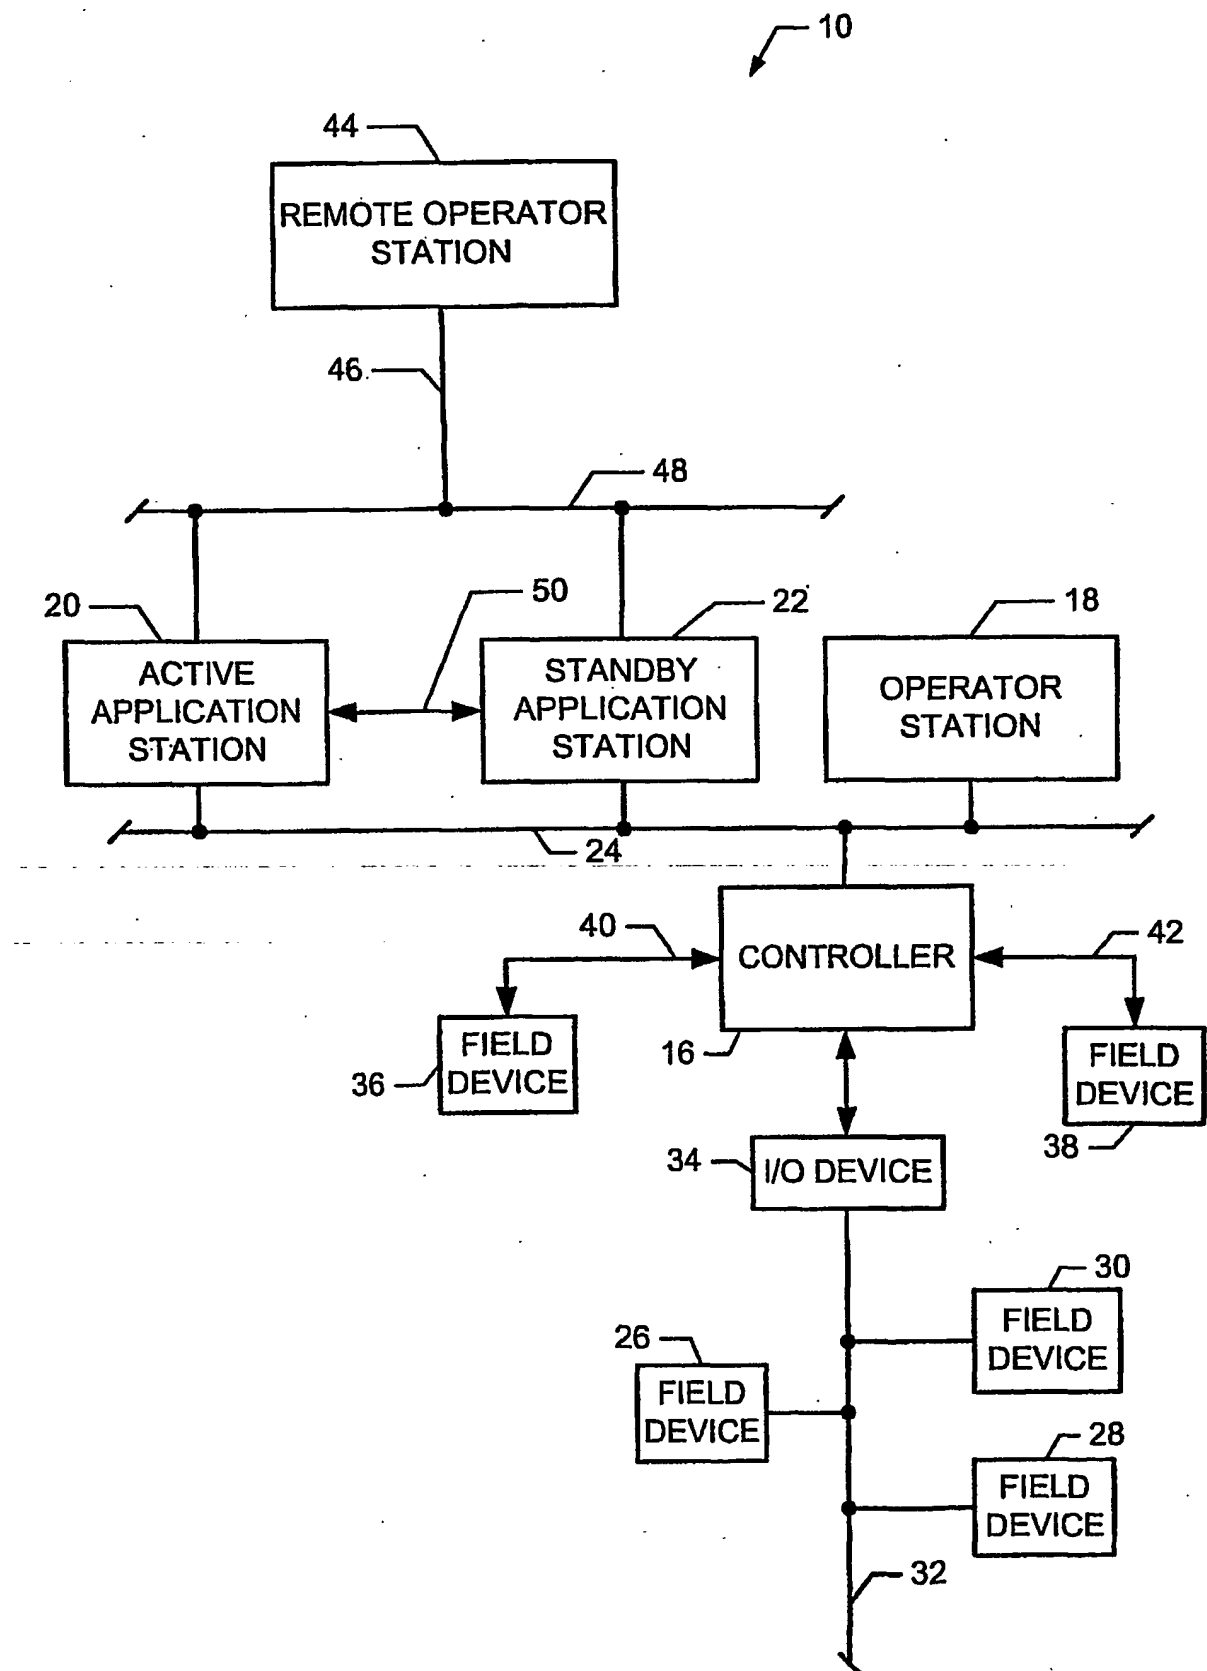 10
44
REMOTE OPERATOR
STATION
46
48
20
50
22
18
ACTIVE
APPLICATION
STATION
STANDBY
APPLICATION
STATION
OPERATOR
STATION
24
40
CONTROLLER
42
FIELD
DEVICE
36
16
FIELD
DEVICE
38
34
I/O DEVICE
30
FIELD
DEVICE
26
FIELD
DEVICE
28
FIELD
DEVICE
32